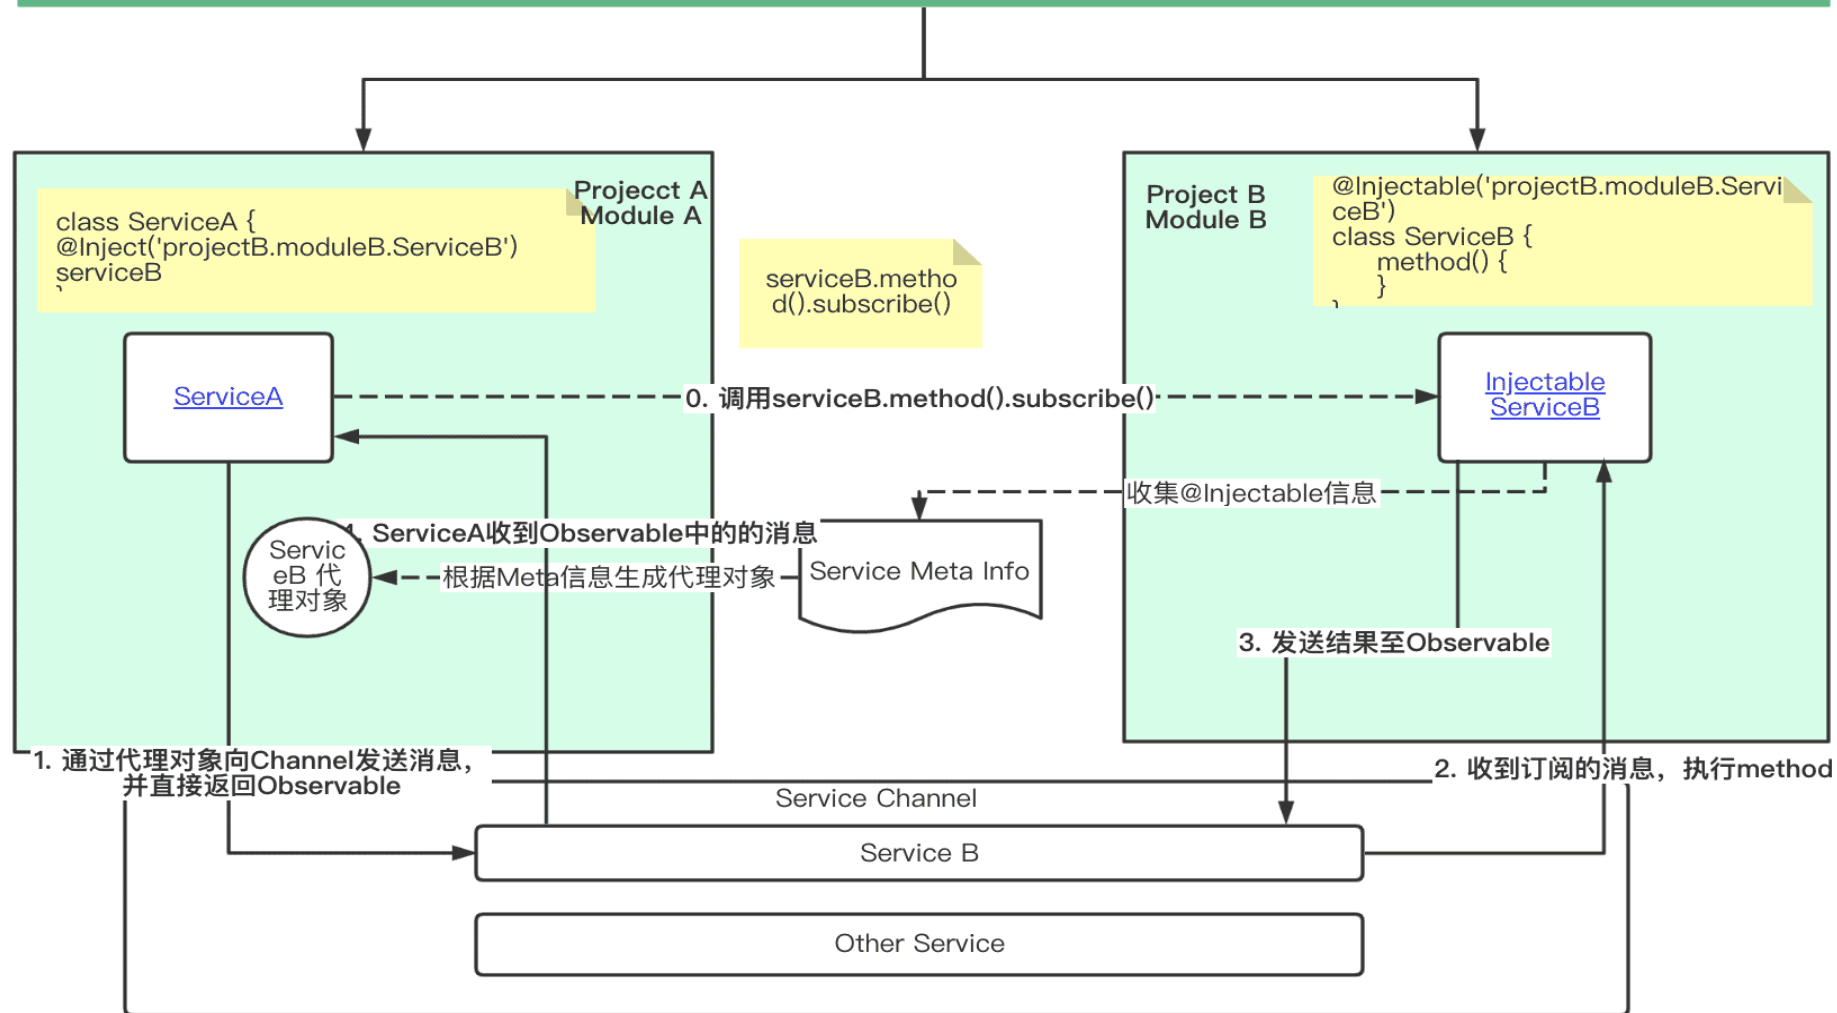 Projecct A
Module A
class ServiceA {
@Inject('projectB.moduleB.ServiceB')
serviceB
Project B
Module B
@Injectable('projectB.moduleB.Servi
ceB')
class ServiceB {
method() {
}
serviceB.metho
d().subscribe()
ServiceA
0. 调用serviceB.method().subscribe()
Injectable
ServiceB
收集@Injectable信息
. ServiceA收到Observable中的的消息
Servic
eB 代
理对象
根据Meta信息生成代理对象
Service Meta Info
3. 发送结果至Observable
1. 通过代理对象向Channel发送消息，
并直接返回Observable
2. 收到订阅的消息，执行method
Service Channel
Service B
Other Service